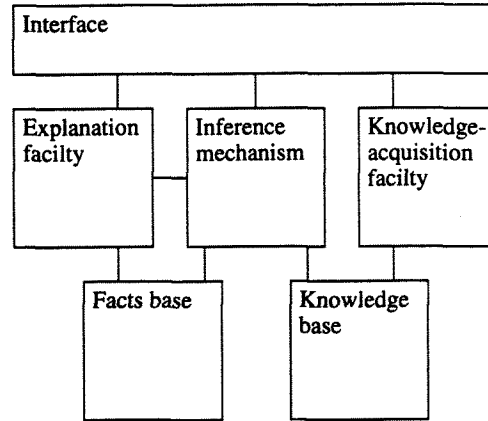 Interface
Explanation
facilty
Inference
mechanism
Knowledge-
acquisition
facilty
Facts base
Knowledge
base